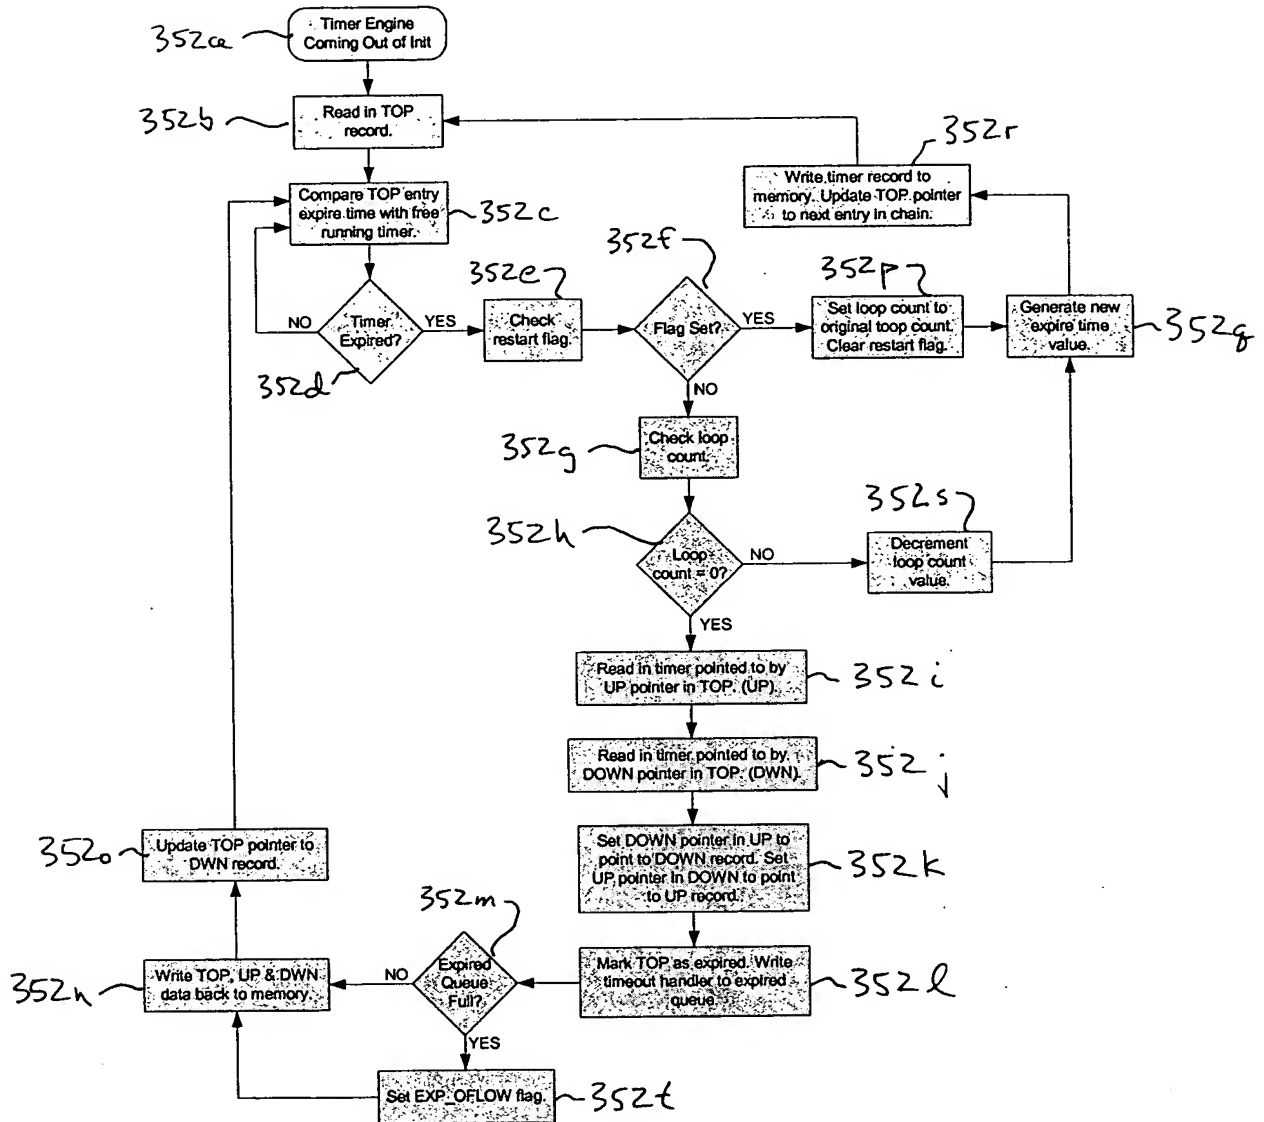 Timer Engine
Coming Out of Init
352a
Read in TOP
record.
352b
352r
Write timer record to
memory. Update TOP pointer
to next entry in chain.
Compare TOP entry
expire time with free
running timer.
352c
352f
352e
352p
Timer
Expired?
NO
YES
352d
Check
restart flag.
Flag Set?
YES
NO
Set loop count to
original loop count.
Clear restart flag.
Generate new
expire time
value.
352q
Check loop
count.
352g
352h
352s
Loop
count = 0?
NO
YES
Decrement
loop count
value.
Read in timer pointed to by
UP pointer in TOP. (UP).
352i
Read in timer pointed to by
DOWN pointer in TOP. (DWN).
352j
Update TOP pointer to
DWN record.
352o
Set DOWN pointer in UP to
point to DOWN record. Set
UP pointer in DOWN to point
to UP record.
352k
352m
Write TOP, UP & DWN
data back to memory.
352n
NO
Expired
Queue
Full?
YES
Mark TOP as expired. Write
timeout handler to expired
queue.
352l
Set EXP_OFLOW flag.
352t